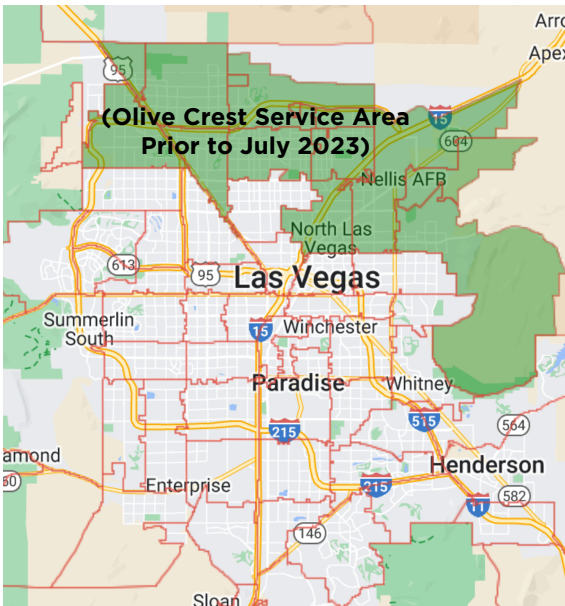 Arro
95
Apex
(Olive Crest Service Area
Prior to July 2023)
15
604
Nellis AFB
North Las
Vegas
613
95
Las Vegas
Summerlin
South
15
Winchester
Paradise
Whitney
515
564
215
amond
Henderson
60
Enterprise
215
582
11
146
Sloan